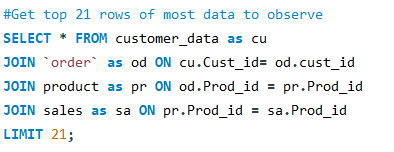 #Get top 21 rows of most data to observe
SELECT * FROM customer_data as cu
JOIN `order` as od ON cu.Cust_id= od.cust_id
JOIN product as pr ON od.Prod_id = pr.Prod_id
JOIN sales as sa ON pr.Prod_id = sa.Prod_id
LIMIT 21;